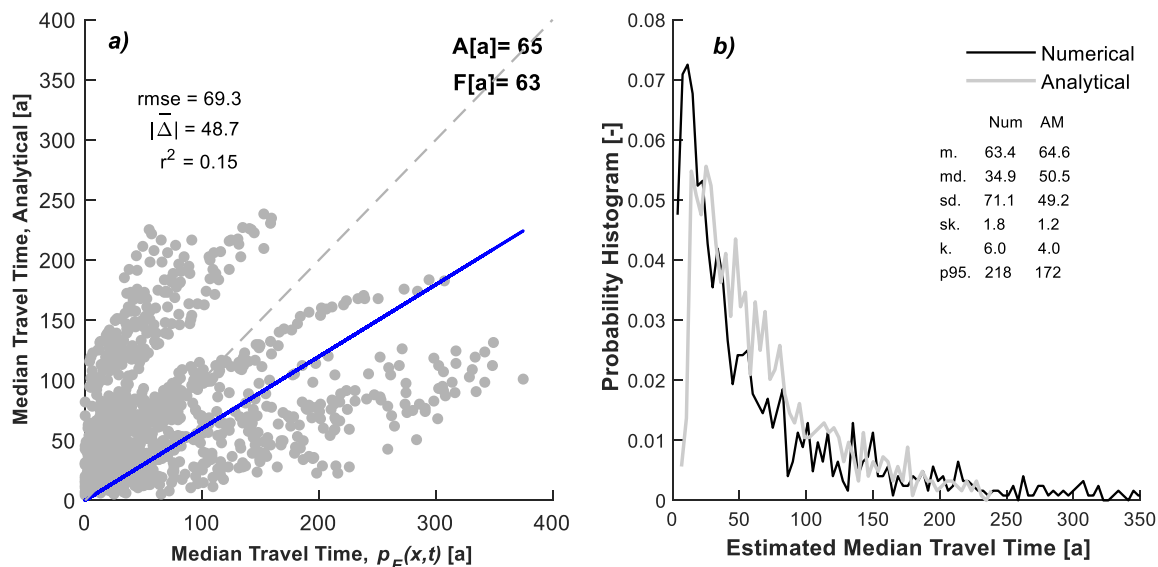 a)
A[a]= 65
F[a]= 63
rmse = 69.3
|Δ̅| = 48.7
r² = 0.15
Median Travel Time, Analytical [a]
400
350
300
250
200
150
100
50
0
0 100 200 300 400
Median Travel Time, p_F(x,t) [a]
b)
Numerical
Analytical
Num AM
m. 63.4 64.6
md. 34.9 50.5
sd. 71.1 49.2
sk. 1.8 1.2
k. 6.0 4.0
p95. 218 172
Probability Histogram [-]
0.08
0.07
0.06
0.05
0.04
0.03
0.02
0.01
0
0 50 100 150 200 250 300 350
Estimated Median Travel Time [a]